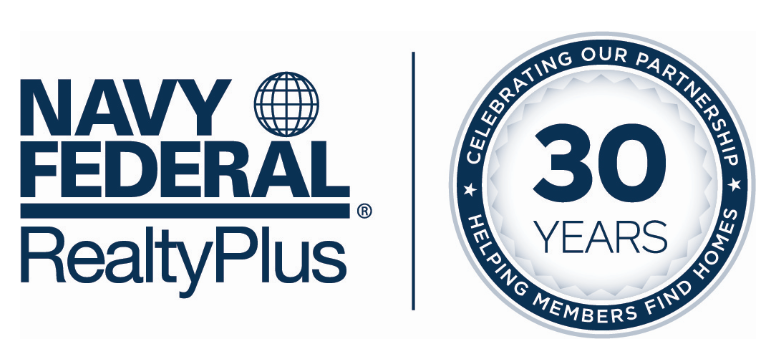 NAVY
FEDERAL
®
RealtyPlus
CELEBRATING OUR PARTNERSHIP
30
YEARS
★ HELPING MEMBERS FIND HOMES ★